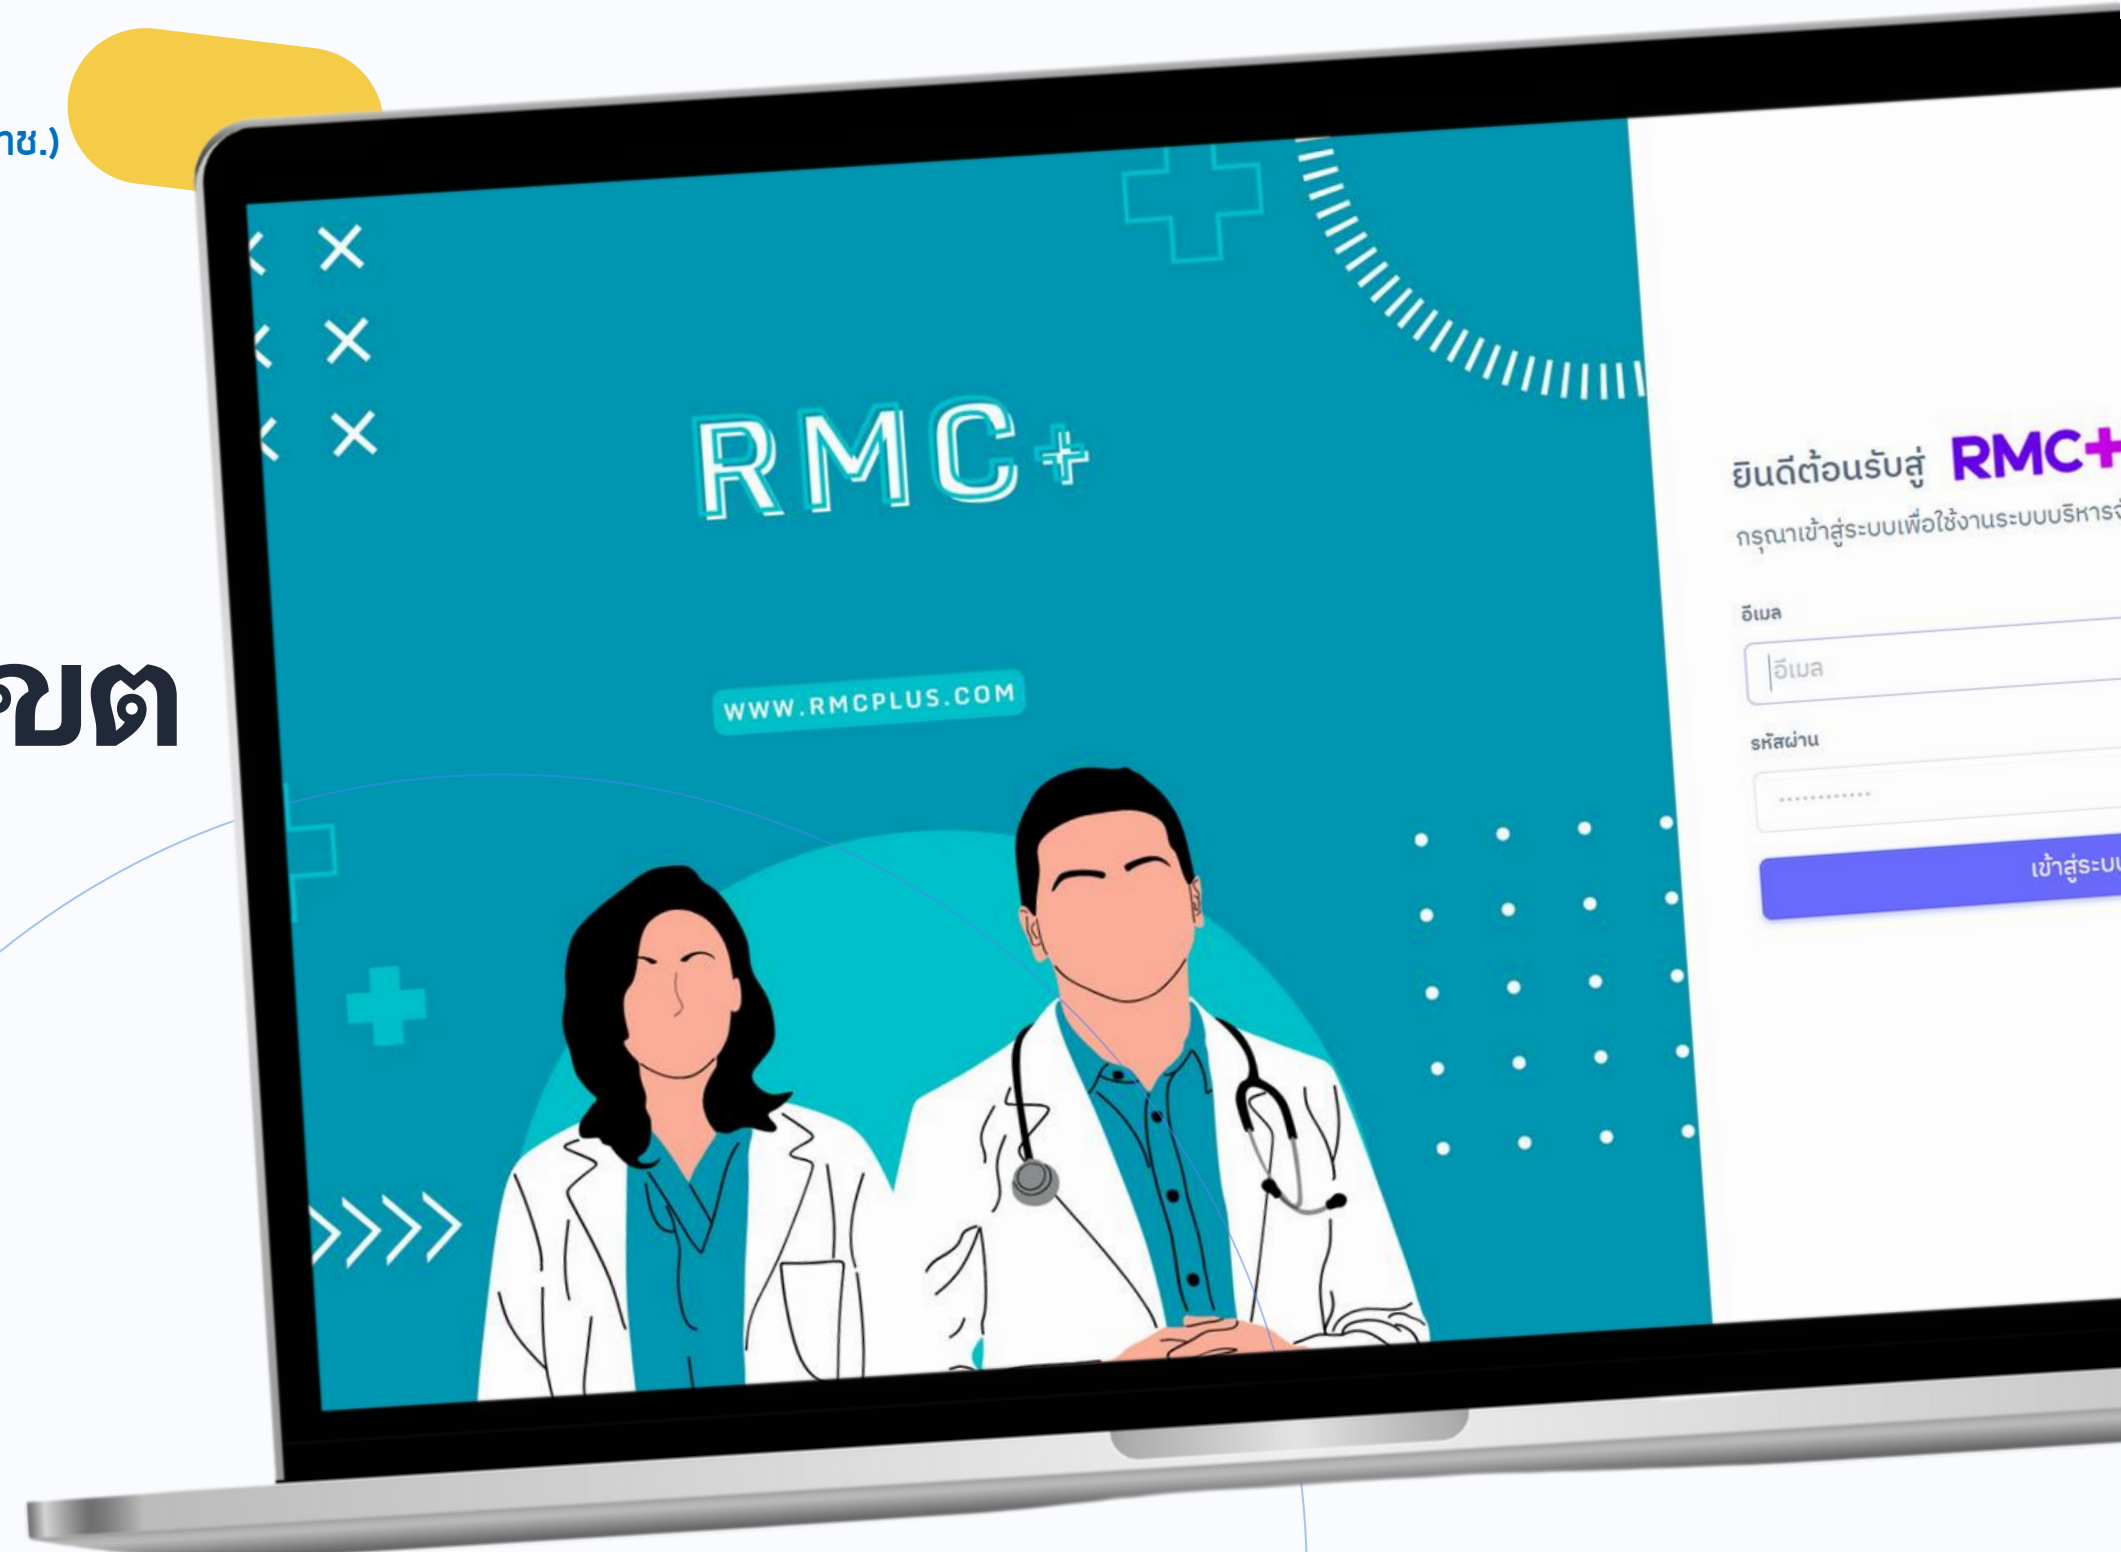 าช.)
ขต
RMC+
WWW.RMCPLUS.COM
ยินดีต้อนรับสู่ RMC+
กรุณาเข้าสู่ระบบเพื่อใช้งานระบบบริหารจ
อีเมล
อีเมล
รหัสผ่าน
............
เข้าสู่ระบบ